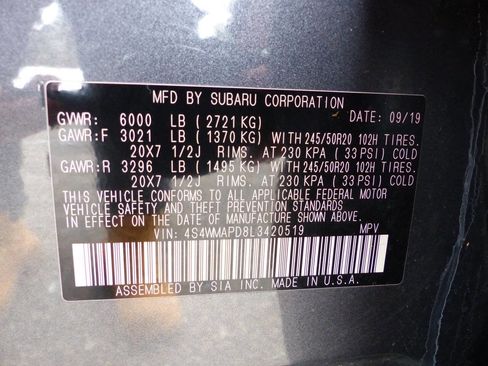 MFD BY SUBARU CORPORATION
GVWR: 6000 LB ( 2721 KG) DATE: 09/19
GAWR:F 3021 LB ( 1370 KG) WITH 245/50R20 102H TIRES.
20X7 1/2J RIMS. AT 230 KPA ( 33 PSI) COLD
GAWR:R 3296 LB ( 1495 KG) WITH 245/50R20 102H TIRES.
20X7 1/2J RIMS. AT 230 KPA ( 33 PSI) COLD
THIS VEHICLE CONFORMS TO ALL APPLICABLE FEDERAL MOTOR
VEHICLE SAFETY AND THEFT PREVENTION STANDARDS
IN EFFECT ON THE DATE OF MANUFACTURE SHOWN ABOVE.
VIN: 4S4WMAPD8L3420519 MPV
ASSEMBLED BY SIA INC. MADE IN U.S.A.